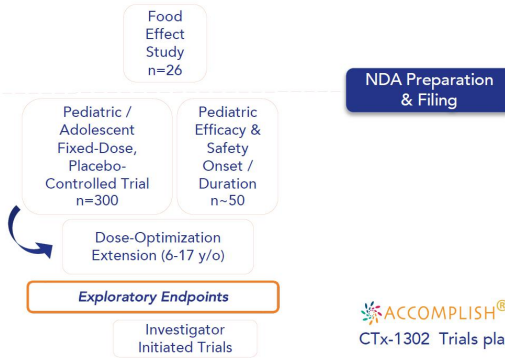 Food
Effect
Study
n=26
NDA Preparation
& Filing
Pediatric /
Adolescent
Fixed-Dose,
Placebo-
Controlled Trial
n=300
Pediatric
Efficacy &
Safety
Onset /
Duration
n~50
Dose-Optimization
Extension (6-17 y/o)
Exploratory Endpoints
Investigator
Initiated Trials
ACCOMPLISH®
CTx-1302 Trials pla